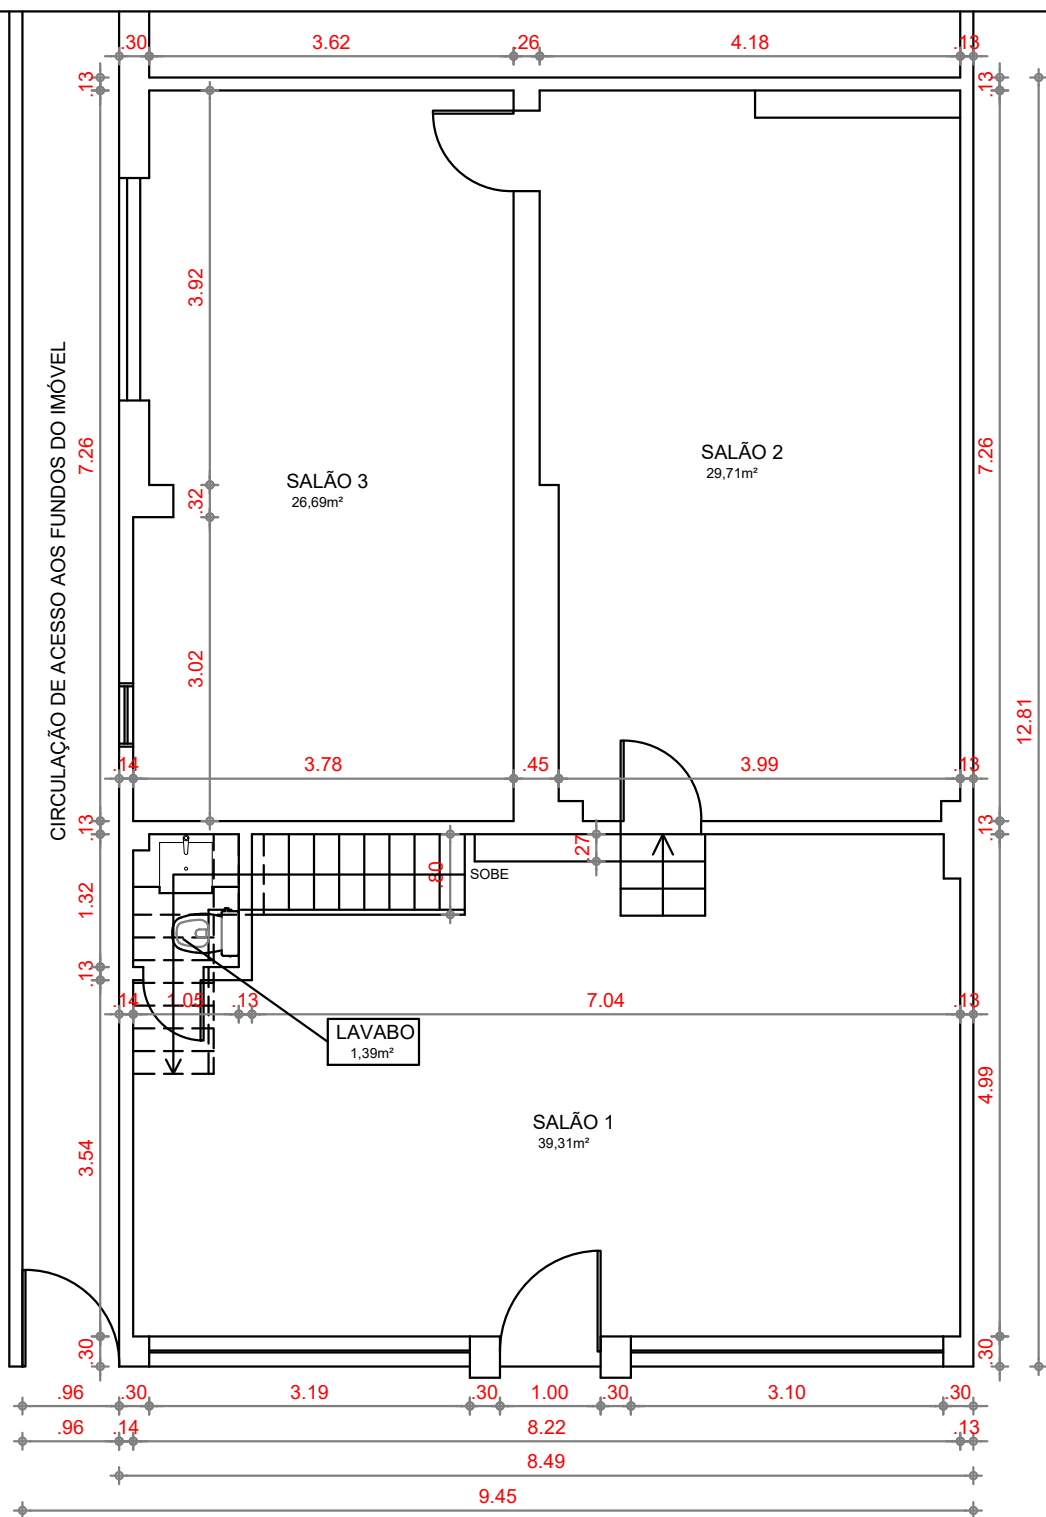 .30 3.62 .26 4.18 .13
.13 .13
3.92
CIRCULAÇÃO DE ACESSO AOS FUNDOS DO IMÓVEL
7.26
7.26
SALÃO 2
29,71m²
SALÃO 3
26,69m²
.32
3.02
12.81
.14 3.78 .45 3.99 .13
.13 .13
.27
.80
SOBE
1.32
.13
.14 1.05 .13 7.04 .13
LAVABO
1,39m²
4.99
SALÃO 1
39,31m²
3.54
.30 .30
.96 .30 3.19 .30 1.00 .30 3.10 .30
.96 .14 8.22 .13
8.49
9.45